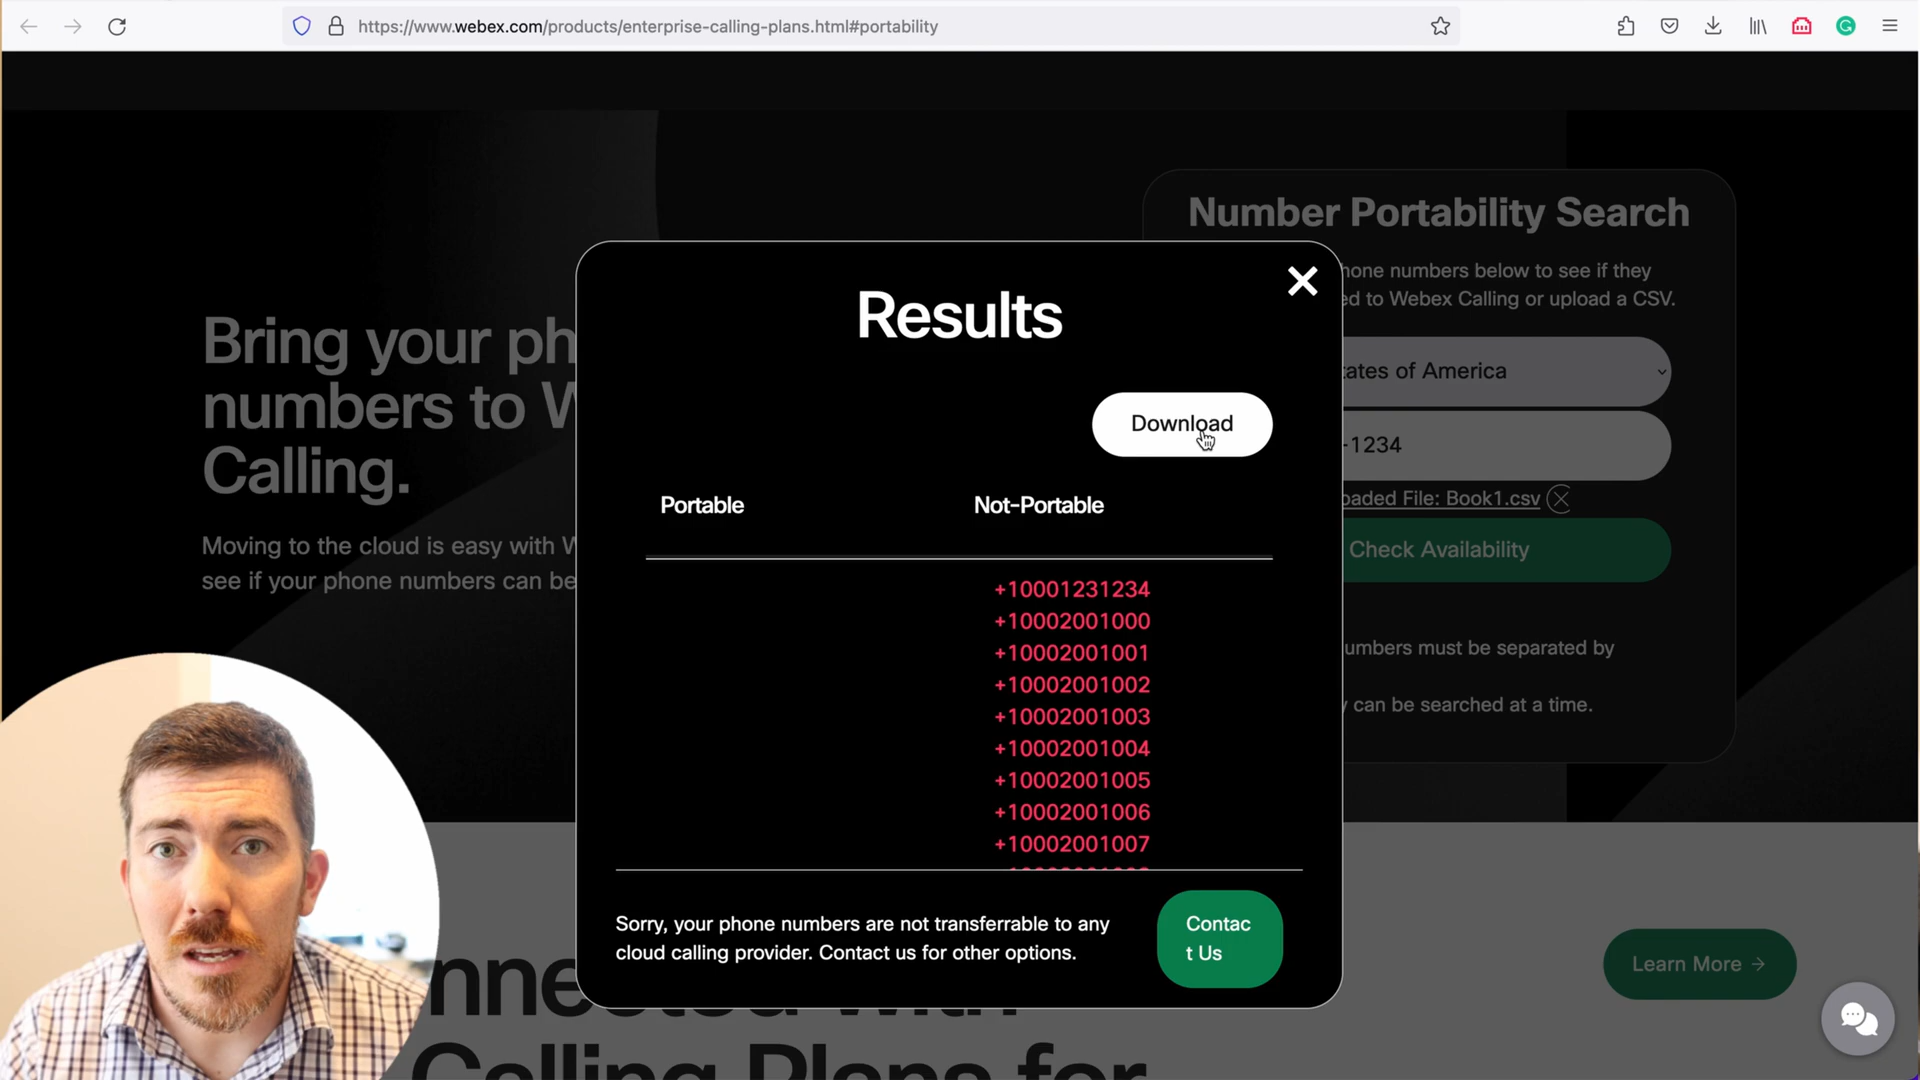 https://www.webex.com/products/enterprise-calling-plans.html#portability
Number Portability Search
hone numbers below to see if they
ed to Webex Calling or upload a CSV.
tates of America
-1234
oaded File: Book1.csv
Check Availability
umbers must be separated by
y can be searched at a time.
Bring your ph
numbers to W
Calling.
Moving to the cloud is easy with W
see if your phone numbers can be
Results
Download
Portable
Not-Portable
+10001231234
+10002001000
+10002001001
+10002001002
+10002001003
+10002001004
+10002001005
+10002001006
+10002001007
Sorry, your phone numbers are not transferrable to any
cloud calling provider. Contact us for other options.
Contac
t Us
Learn More
Calling Plans for